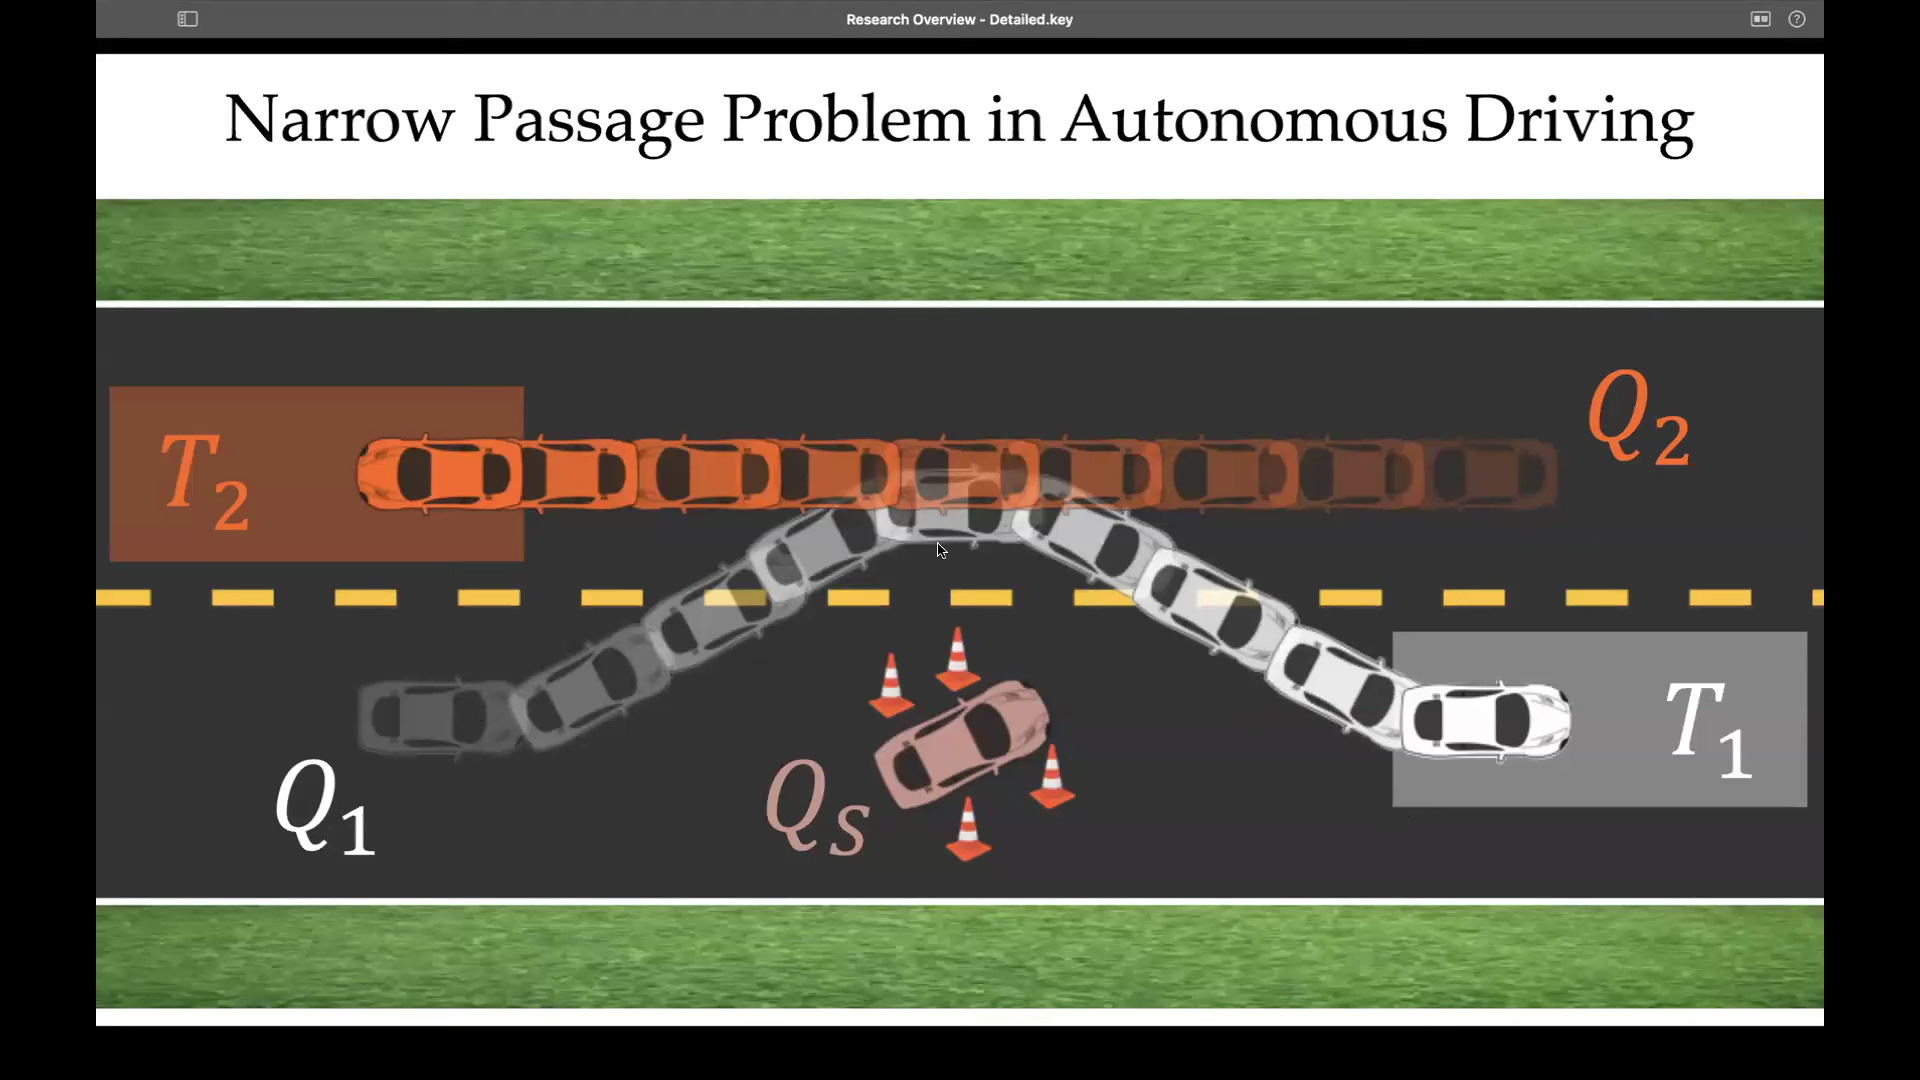 Research Overview - Detailed.key
Narrow Passage Problem in Autonomous Driving
Q2
T2
T1
Q1
QS